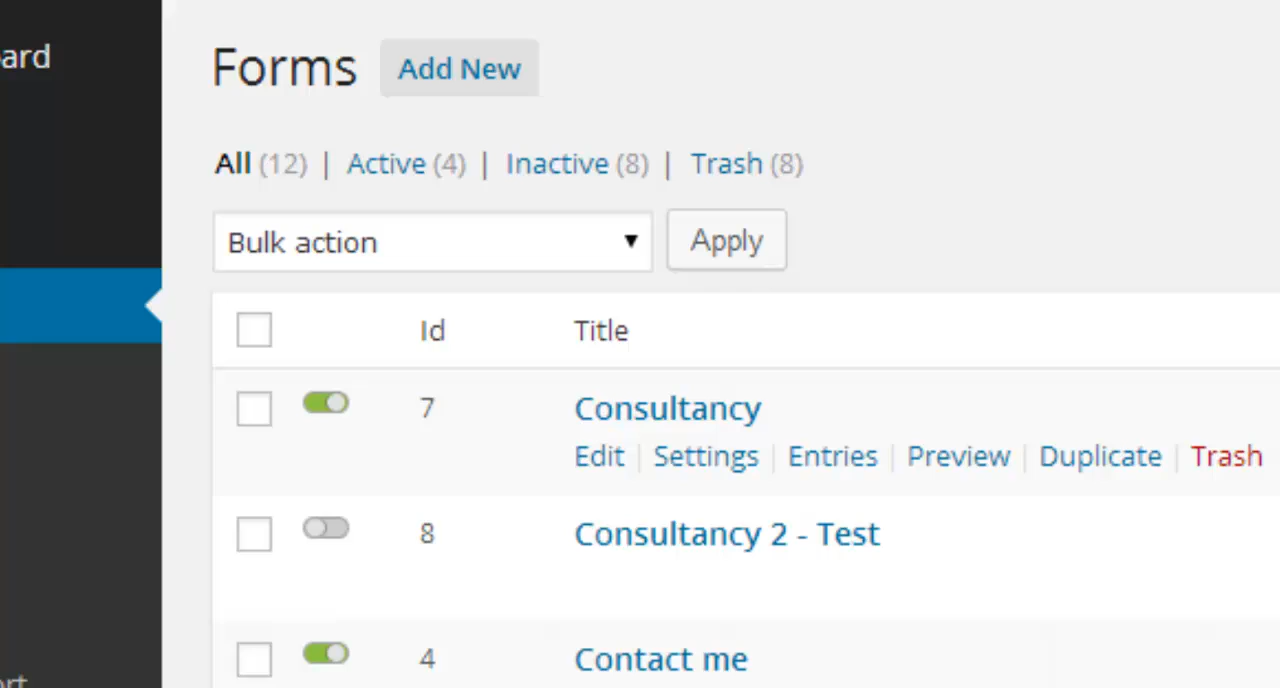 ard
Forms Add New
All (12) | Active (4) | Inactive (8) | Trash (8)
Bulk action Apply
Id Title
7 Consultancy
Edit | Settings | Entries | Preview | Duplicate | Trash
8 Consultancy 2 - Test
4 Contact me
ort